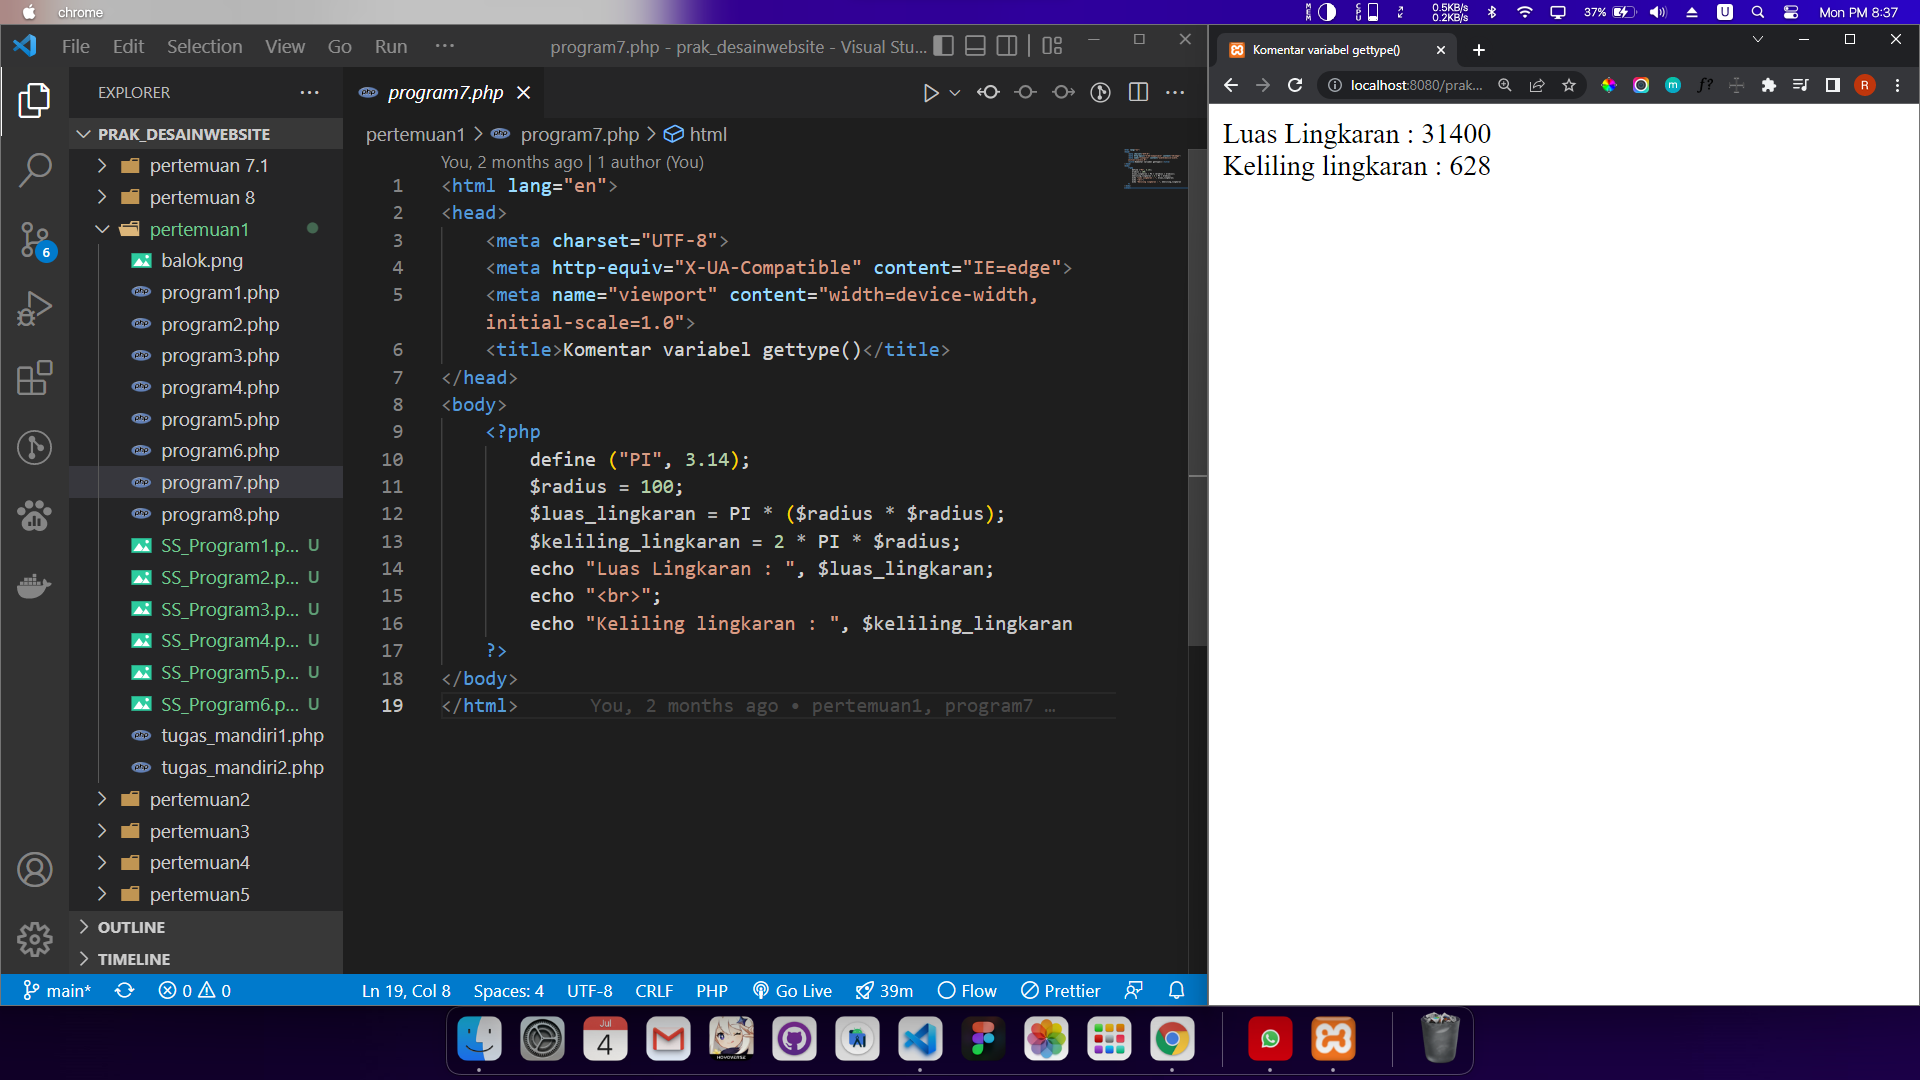 chrome
MEM
CPU
0.5KB/s
0.2KB/s
37%
U
Mon PM 8:37
File Edit Selection View Go Run ···
program7.php - prak_desainwebsite - Visual Stu...
EXPLORER
PRAK_DESAINWEBSITE
pertemuan 7.1
pertemuan 8
pertemuan1
balok.png
program1.php
program2.php
program3.php
program4.php
program5.php
program6.php
program7.php
program8.php
SS_Program1.p... U
SS_Program2.p... U
SS_Program3.p... U
SS_Program4.p... U
SS_Program5.p... U
SS_Program6.p... U
tugas_mandiri1.php
tugas_mandiri2.php
pertemuan2
pertemuan3
pertemuan4
pertemuan5
OUTLINE
TIMELINE
6
program7.php
pertemuan1 > program7.php > html
You, 2 months ago | 1 author (You)
1 <html lang="en">
2 <head>
3 <meta charset="UTF-8">
4 <meta http-equiv="X-UA-Compatible" content="IE=edge">
5 <meta name="viewport" content="width=device-width,
initial-scale=1.0">
6 <title>Komentar variabel gettype()</title>
7 </head>
8 <body>
9 <?php
10 define ("PI", 3.14);
11 $radius = 100;
12 $luas_lingkaran = PI * ($radius * $radius);
13 $keliling_lingkaran = 2 * PI * $radius;
14 echo "Luas Lingkaran : ", $luas_lingkaran;
15 echo "<br>";
16 echo "Keliling lingkaran : ", $keliling_lingkaran
17 ?>
18 </body>
19 </html> You, 2 months ago • pertemuan1, program7 …
main* 0 0 Ln 19, Col 8 Spaces: 4 UTF-8 CRLF PHP Go Live 39m Flow Prettier
Komentar variabel gettype()
localhost:8080/prak...
m
f?
R
Luas Lingkaran : 31400
Keliling lingkaran : 628
Jul
4
HOYOVERSE